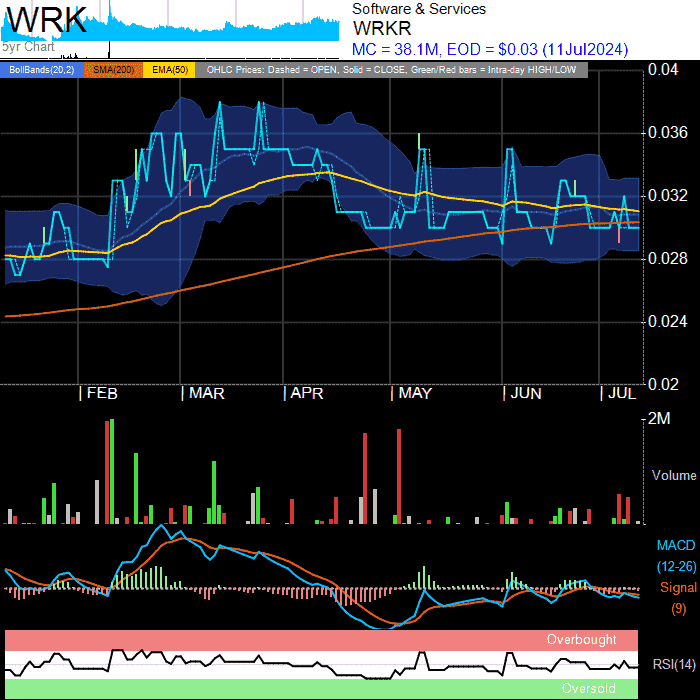 WRK
5yr Chart
Software & Services
WRKR
MC = 38.1M, EOD = $0.03 (11Jul2024)
BollBands(20,2) SMA(200) EMA(50) OHLC Prices: Dashed = OPEN, Solid = CLOSE, Green/Red bars = Intra-day HIGH/LOW
0.04
0.036
0.032
0.028
0.024
0.02
FEB MAR APR MAY JUN JUL
2M
Volume
MACD
(12-26)
Signal
(9)
Overbought
RSI(14)
Oversold